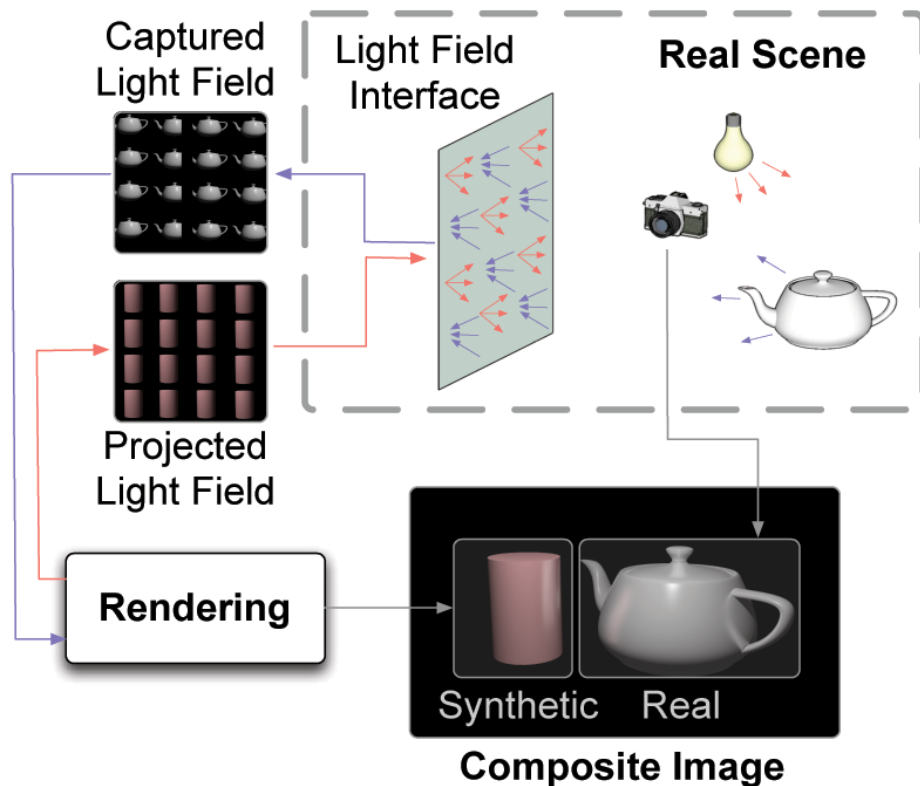 Captured
Light Field
Light Field
Interface
Real Scene
Projected
Light Field
Rendering
Synthetic
Real
Composite Image